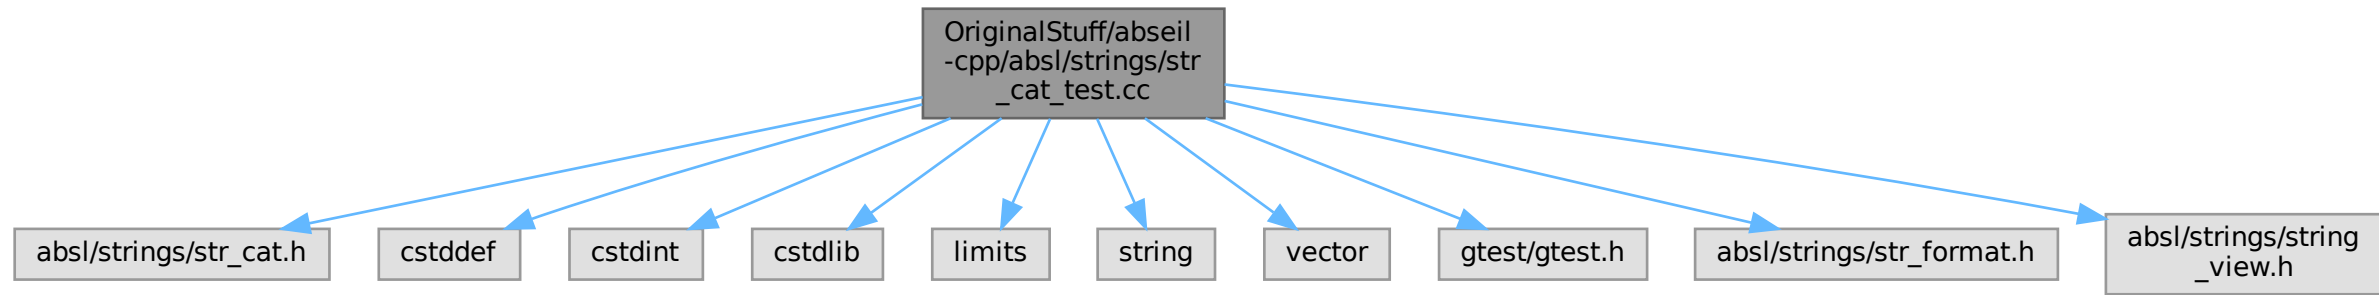 OriginalStuff/abseil
-cpp/absl/strings/str
_cat_test.cc
absl/strings/str_cat.h
cstddef
cstdint
cstdlib
limits
string
vector
gtest/gtest.h
absl/strings/str_format.h
absl/strings/string
_view.h